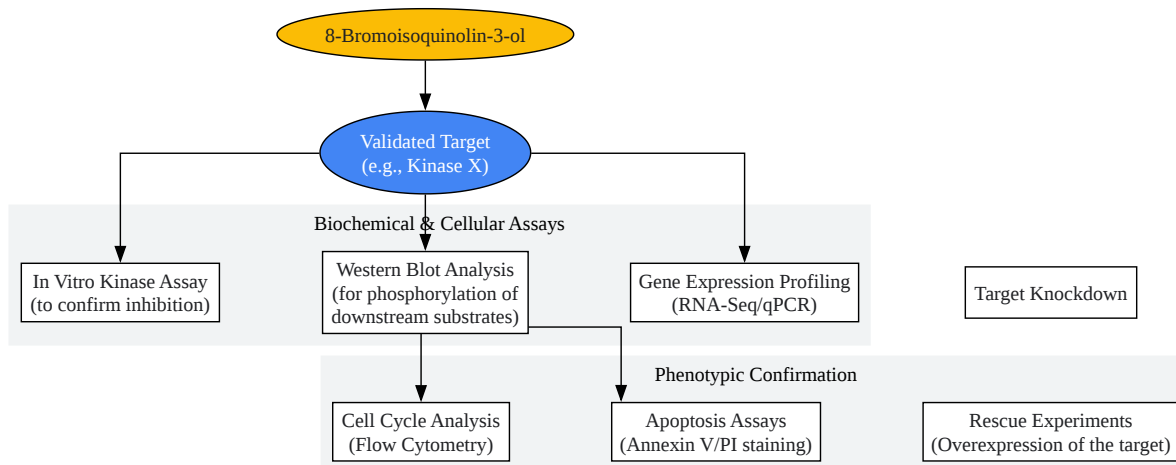 8-Bromoisoquinolin-3-ol
Validated Target
(e.g., Kinase X)
Biochemical & Cellular Assays
In Vitro Kinase Assay
(to confirm inhibition)
Western Blot Analysis
(for phosphorylation of
downstream substrates)
Gene Expression Profiling
(RNA-Seq/qPCR)
Target Knockdown
Phenotypic Confirmation
Cell Cycle Analysis
(Flow Cytometry)
Apoptosis Assays
(Annexin V/PI staining)
Rescue Experiments
(Overexpression of the target)